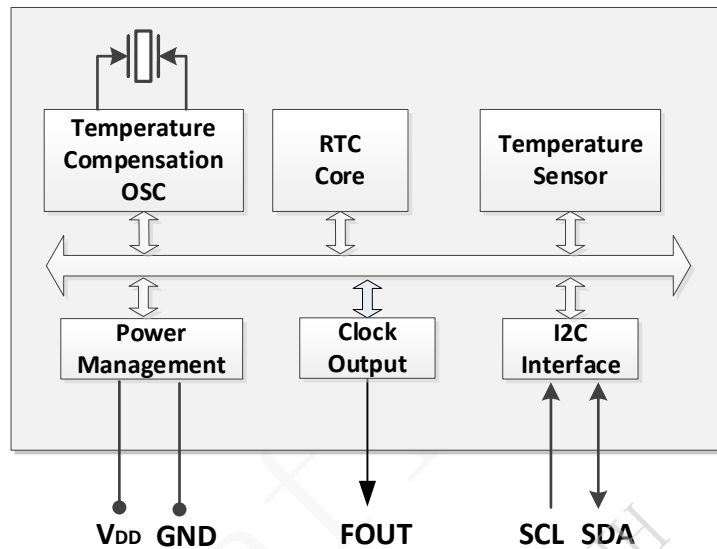 Temperature
Compensation
OSC
RTC
Core
Temperature
Sensor
Power
Management
Clock
Output
I2C
Interface
VDD GND FOUT SCL SDA